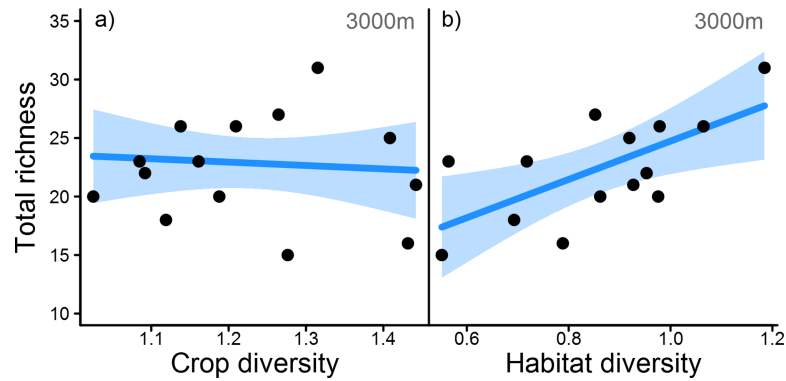 a)
3000m
b)
3000m
Total richness
35
30
25
20
15
10
1.1 1.2 1.3 1.4
0.6 0.8 1.0 1.2
Crop diversity
Habitat diversity